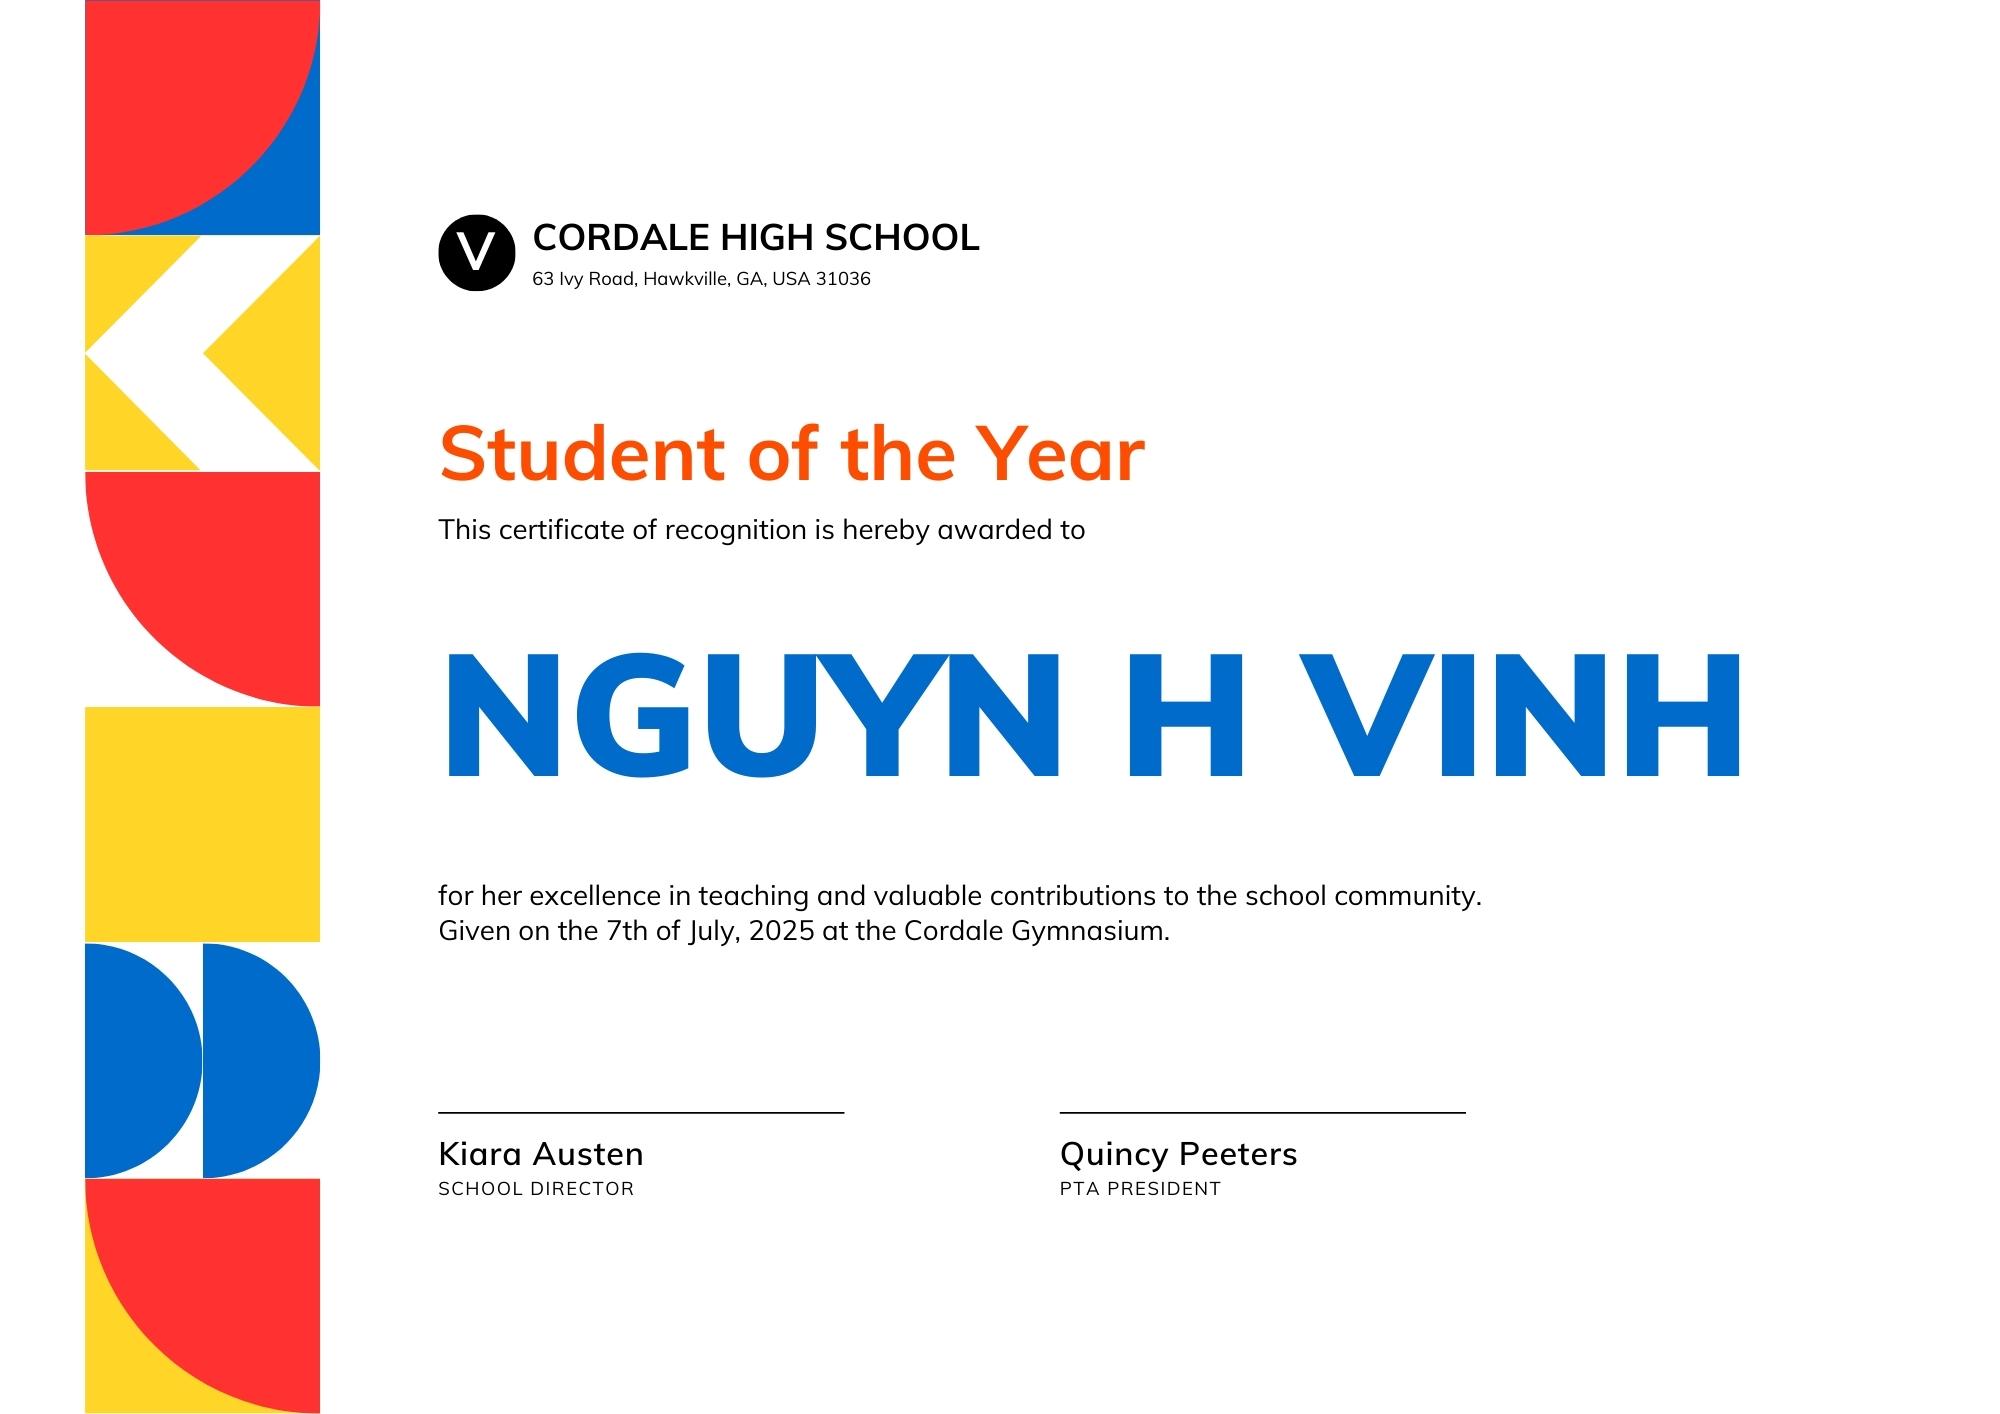 V
CORDALE HIGH SCHOOL
63 Ivy Road, Hawkville, GA, USA 31036
Student of the Year
This certificate of recognition is hereby awarded to
NGUYN H VINH
for her excellence in teaching and valuable contributions to the school community.
Given on the 7th of July, 2025 at the Cordale Gymnasium.
Kiara Austen
SCHOOL DIRECTOR
Quincy Peeters
PTA PRESIDENT